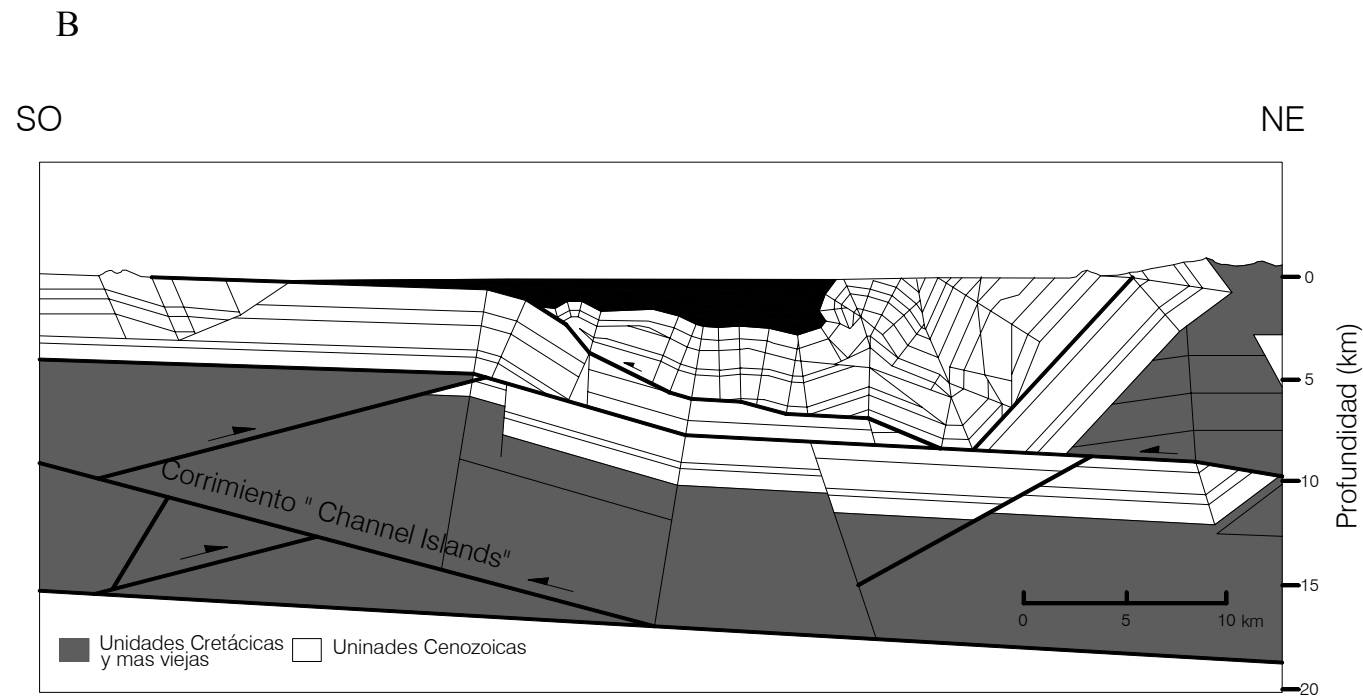 B
SO
NE
0
5
10
15
20
Profundidad (km)
Corrimiento " Channel Islands"
0 5 10 km
Unidades Cretácicas
y mas viejas
Uninades Cenozoicas